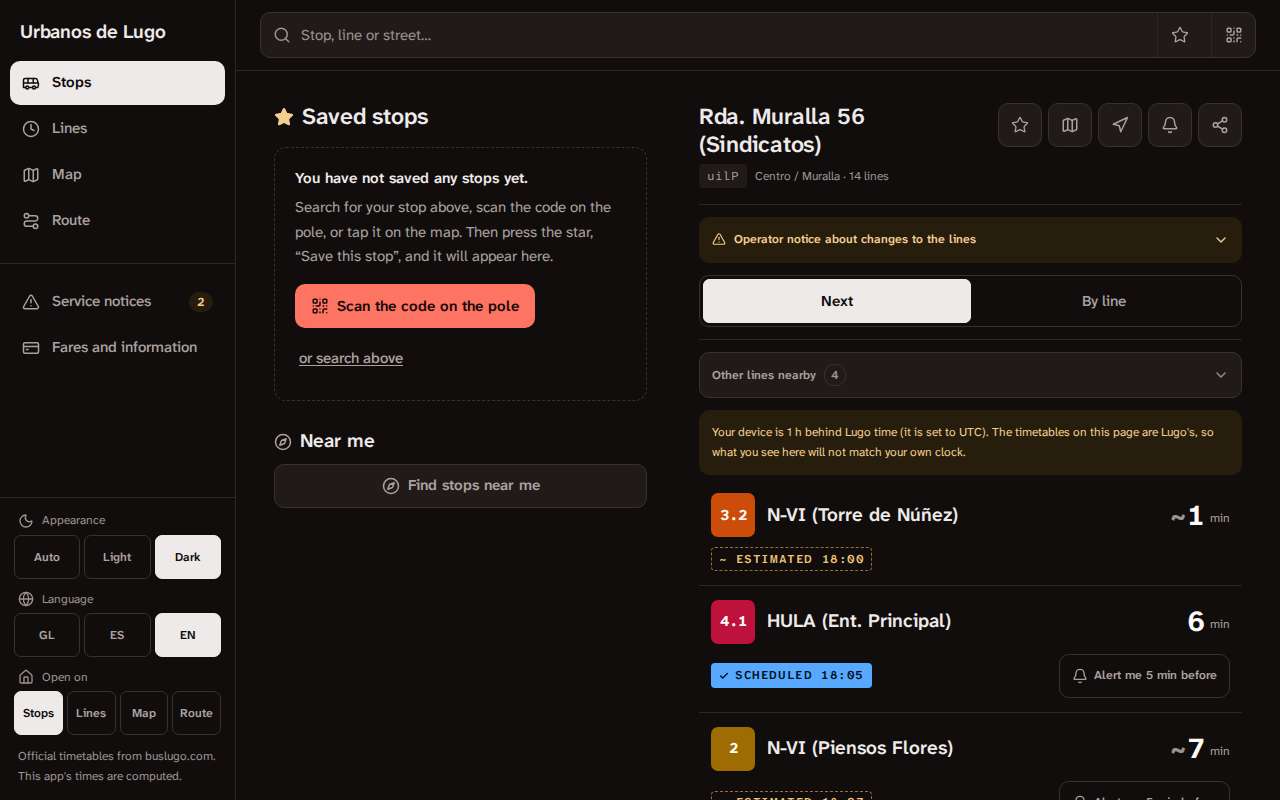 Urbanos de Lugo
Stops
Lines
Map
Route
Service notices 2
Fares and information
Appearance
Auto Light Dark
Language
GL ES EN
Open on
Stops Lines Map Route
Official timetables from buslugo.com.
This app's times are computed.
Stop, line or street...
Saved stops
You have not saved any stops yet.
Search for your stop above, scan the code on the
pole, or tap it on the map. Then press the star,
“Save this stop”, and it will appear here.
Scan the code on the pole
or search above
Near me
Find stops near me
Rda. Muralla 56
(Sindicatos)
uilP Centro / Muralla · 14 lines
Operator notice about changes to the lines
Next By line
Other lines nearby 4
Your device is 1 h behind Lugo time (it is set to UTC). The timetables on this page are Lugo's, so
what you see here will not match your own clock.
3.2 N-VI (Torre de Núñez) ~1 min
~ ESTIMATED 18:00
4.1 HULA (Ent. Principal) 6 min
SCHEDULED 18:05 Alert me 5 min before
2 N-VI (Piensos Flores) ~7 min